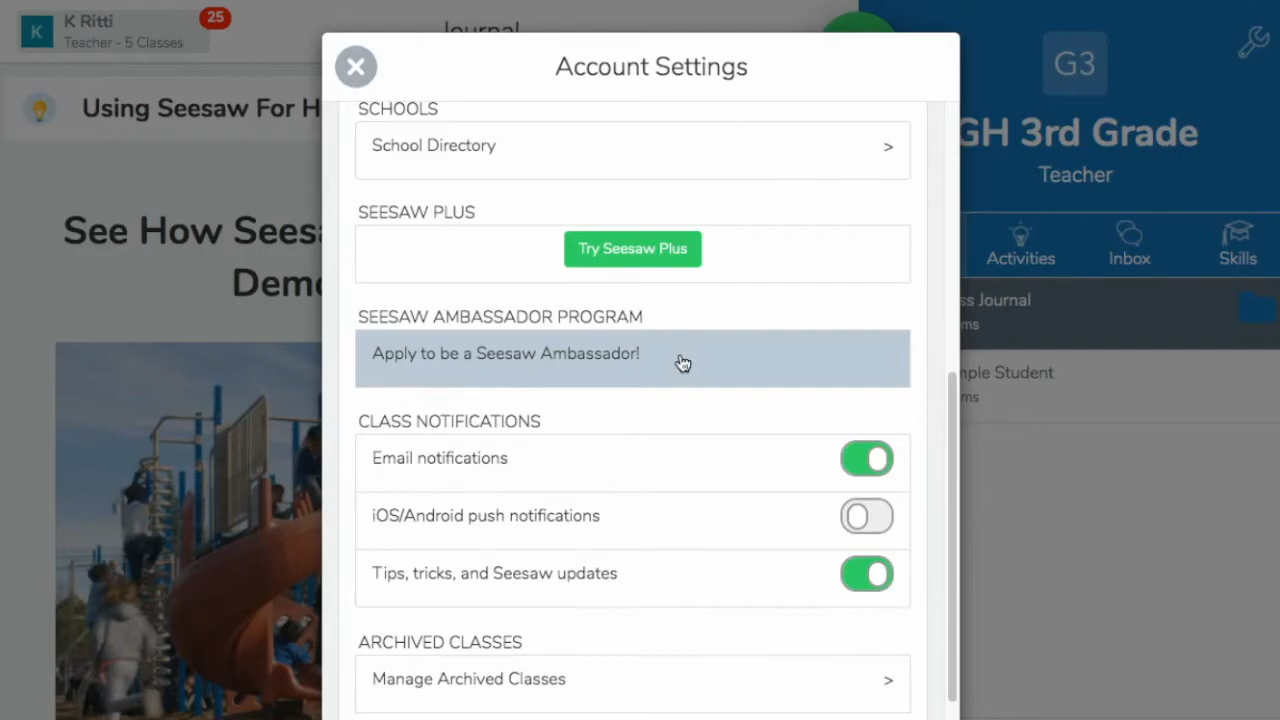 K Ritti
25
Teacher - 5 Classes
Journal
Using Seesaw For H
See How Seesa
Demo
Account Settings
SCHOOLS
School Directory >
SEESAW PLUS
Try Seesaw Plus
SEESAW AMBASSADOR PROGRAM
Apply to be a Seesaw Ambassador!
CLASS NOTIFICATIONS
Email notifications
iOS/Android push notifications
Tips, tricks, and Seesaw updates
ARCHIVED CLASSES
Manage Archived Classes >
G3
GH 3rd Grade
Teacher
Activities
Inbox
Skills
ss Journal
ms
mple Student
ms